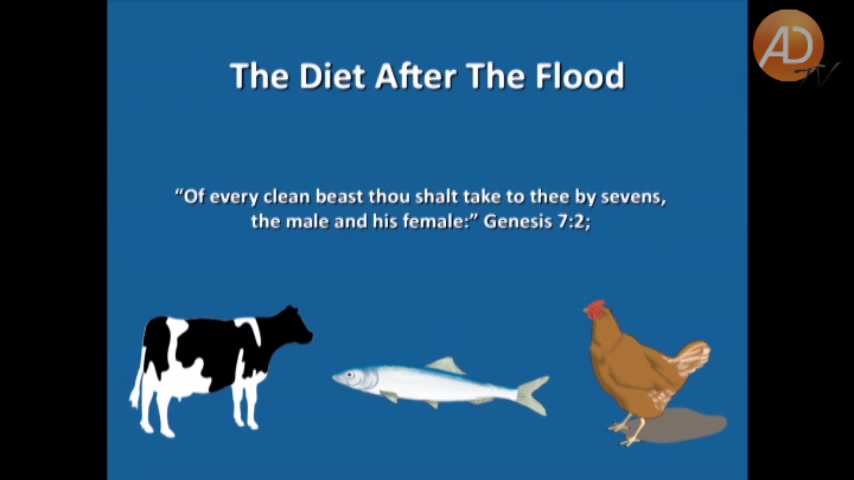 The Diet After The Flood
“Of every clean beast thou shalt take to thee by sevens,
the male and his female:” Genesis 7:2;
AD
TV